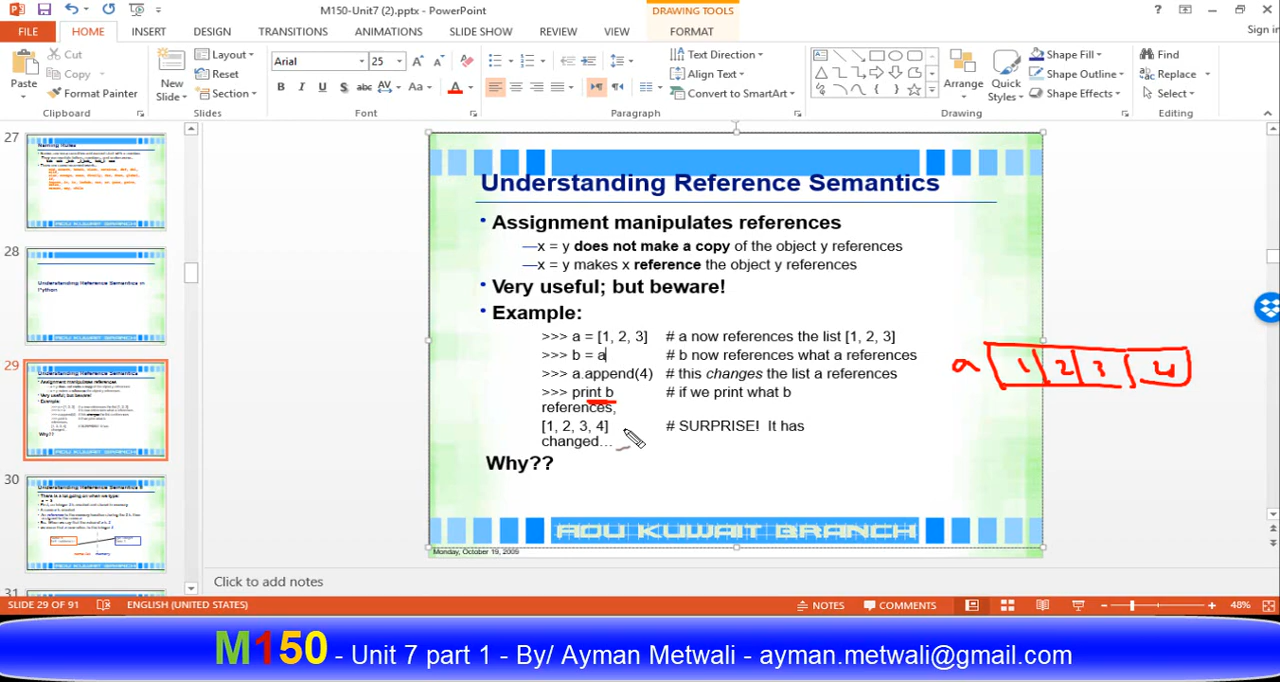 M150-Unit7 (2).pptx - PowerPoint
DRAWING TOOLS
Sign in
FILE HOME INSERT DESIGN TRANSITIONS ANIMATIONS SLIDE SHOW REVIEW VIEW FORMAT
Paste
Cut
Copy
Format Painter
Clipboard
New
Slide
Layout
Reset
Section
Slides
Arial 25
Font
Text Direction
Align Text
Convert to SmartArt
Paragraph
Arrange
Quick
Styles
Shape Fill
Shape Outline
Shape Effects
Drawing
Find
Replace
Select
Editing
27
28
Understanding Reference Semantics in
Python
29
30
31
Understanding Reference Semantics
• Assignment manipulates references
—x = y does not make a copy of the object y references
—x = y makes x reference the object y references
• Very useful; but beware!
• Example:
>>> a = [1, 2, 3] # a now references the list [1, 2, 3]
>>> b = a # b now references what a references
>>> a.append(4) # this changes the list a references
>>> print b # if we print what b
references,
[1, 2, 3, 4] # SURPRISE! It has
changed…
Why??
AOU KUWAIT BRANCH
Monday, October 19, 2009
a 1 2 3 4
Click to add notes
SLIDE 29 OF 91 ENGLISH (UNITED STATES) NOTES COMMENTS 48%
M150 - Unit 7 part 1 - By/ Ayman Metwali - ayman.metwali@gmail.com